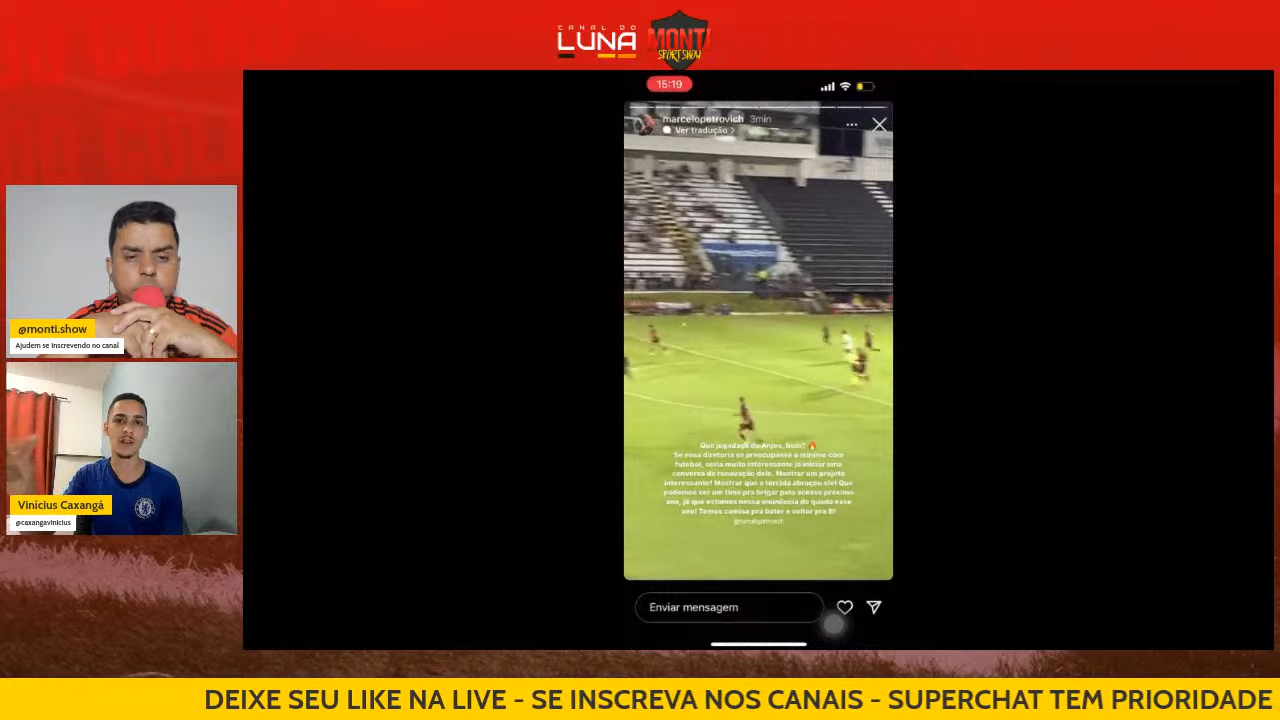 CANAL DO
LUNA
MONTI
SPORT SHOW
15:19
marcelopetrovich 3min
Ver tradução >
Que jogadaça do Anjos, hein? 🔥
Se essa diretoria se preocupasse o mínimo com
futebol, seria muito interessante já iniciar uma
conversa de renovação dele. Mostrar um projeto
interessante! Mostrar que a torcida abraçou ele! Que
podemos ser um time pra brigar pelo acesso próximo
ano, já que estamos nessa eminência de queda esse
ano! Temos camisa pra bater e voltar pra B!
Enviar mensagem
@monti.show
Ajudem se inscrevendo no canal
Vinícius Caxangá
@caxangavinicius
DEIXE SEU LIKE NA LIVE - SE INSCREVA NOS CANAIS - SUPERCHAT TEM PRIORIDADE